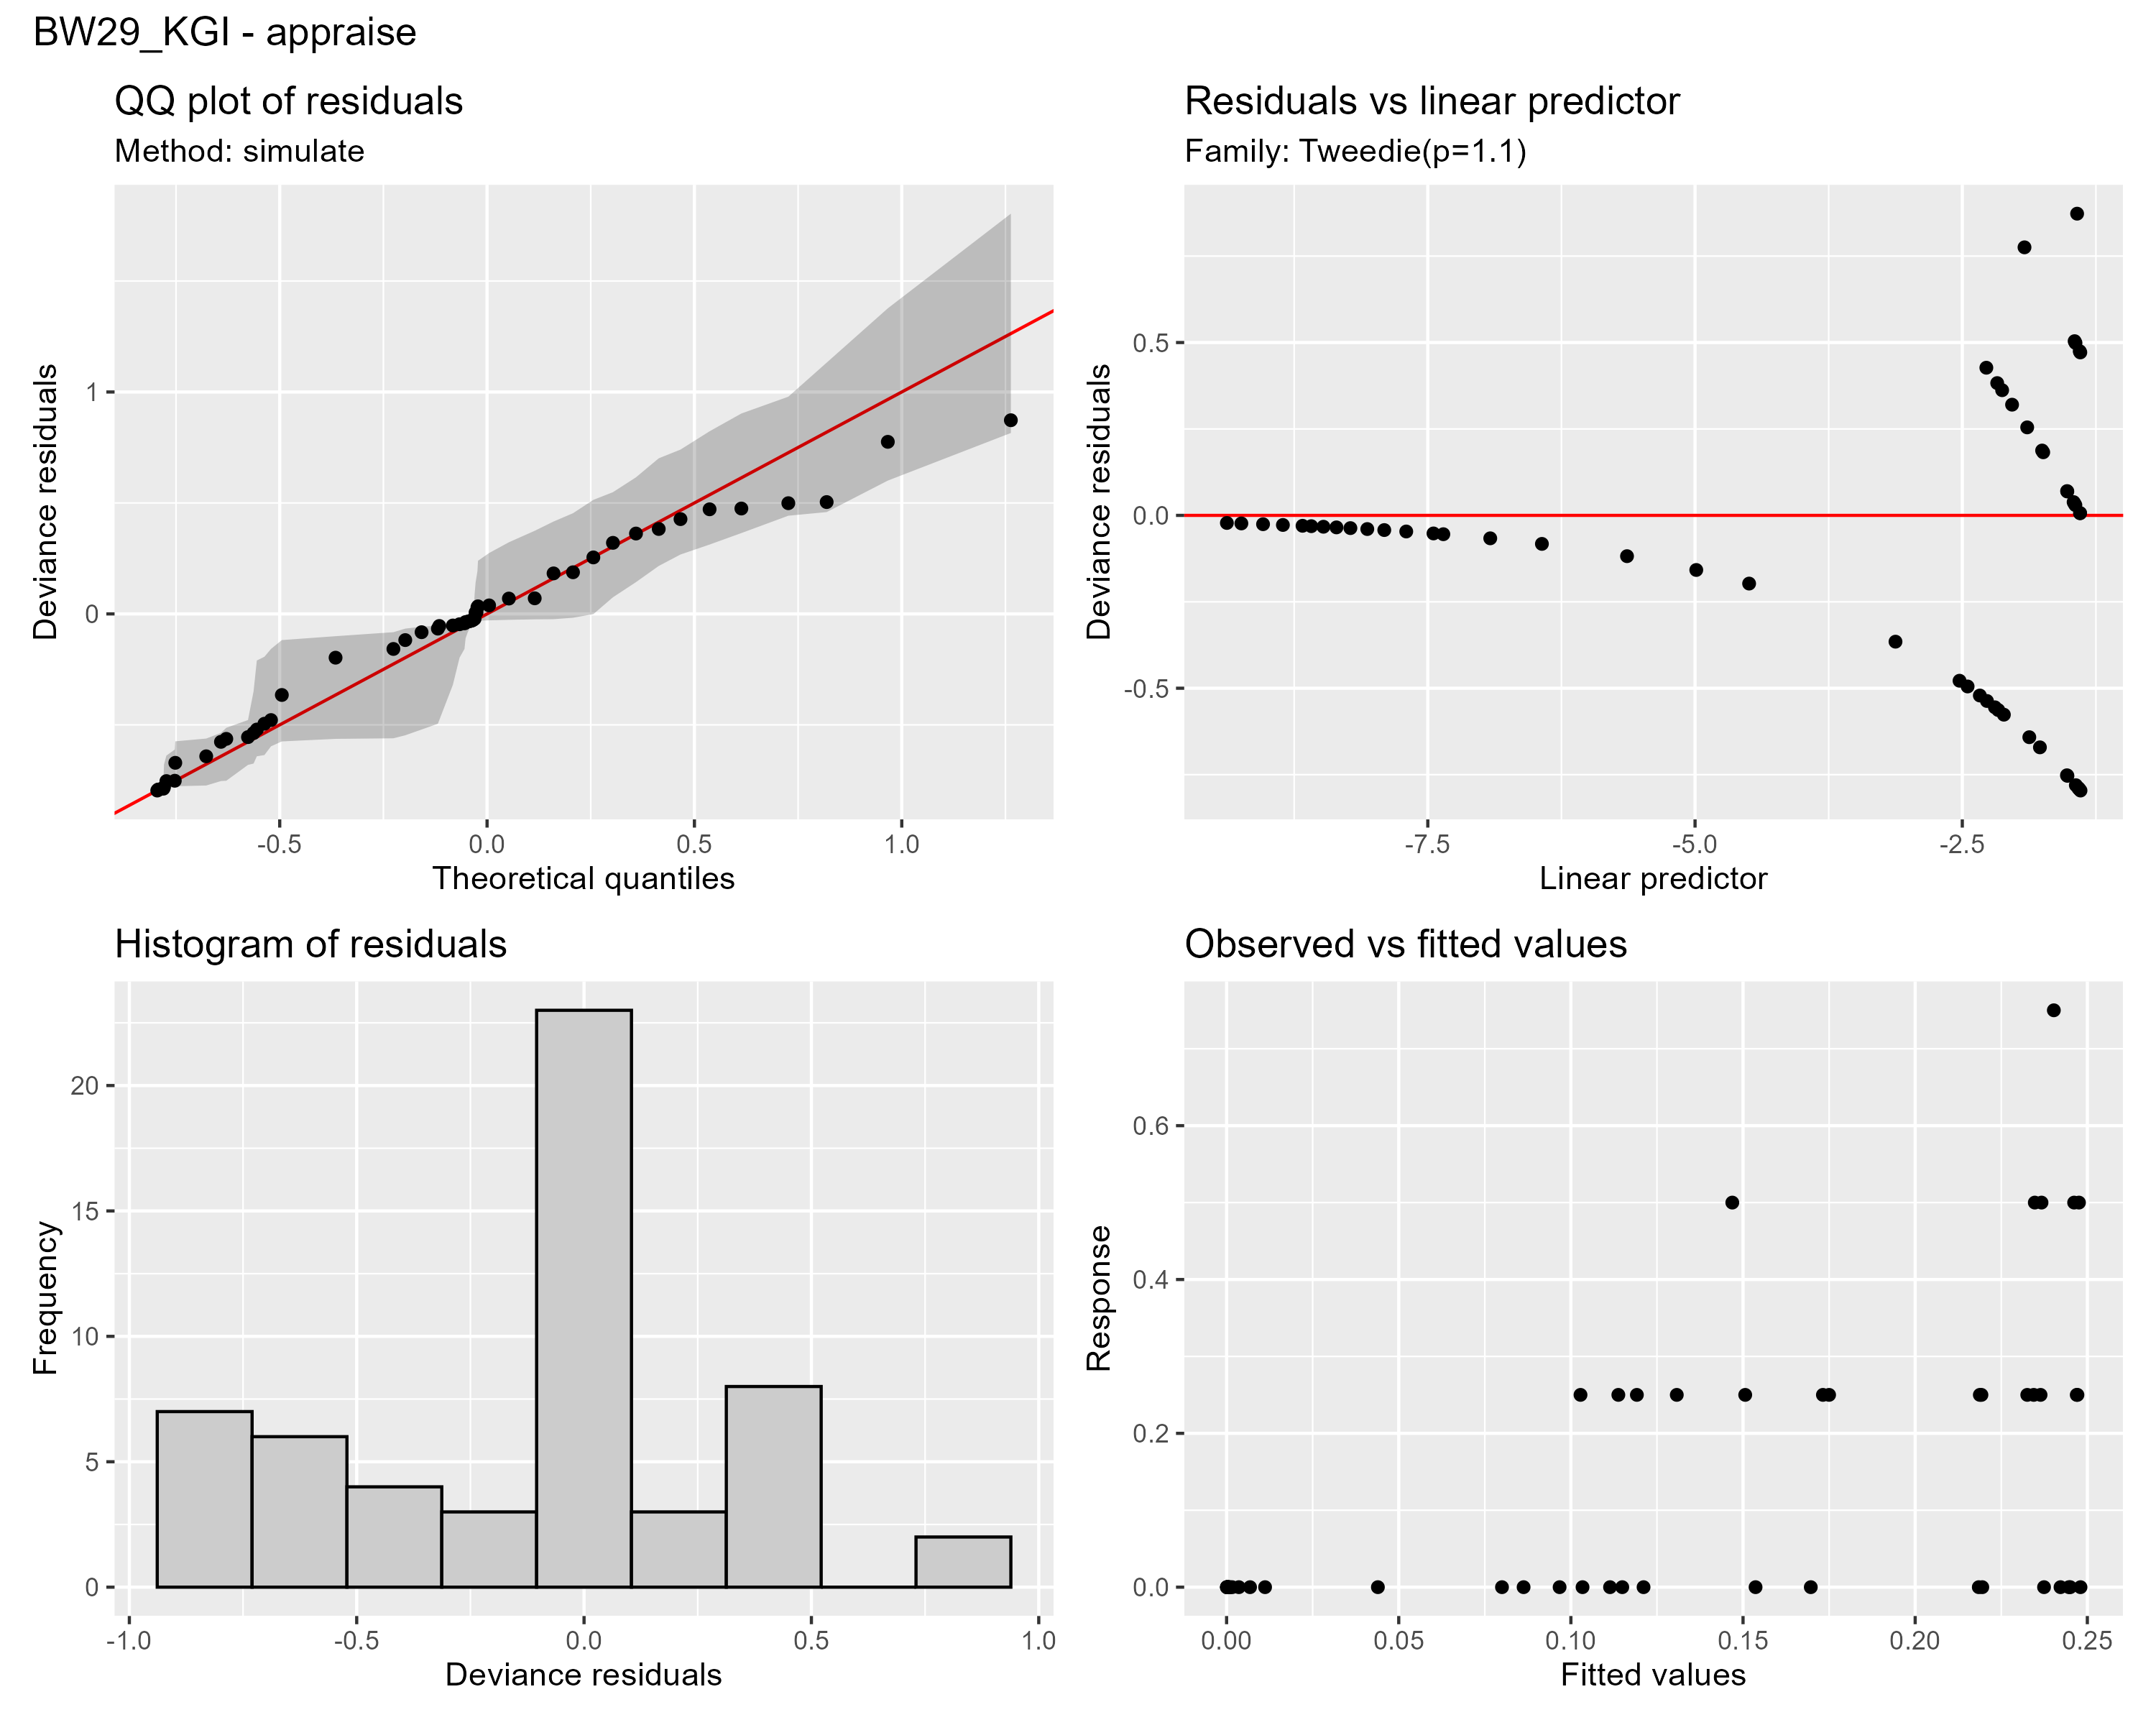 BW29_KGI - appraise
QQ plot of residuals
Method: simulate
Deviance residuals
1
0
-0.5
0.0
0.5
1.0
Theoretical quantiles
Residuals vs linear predictor
Family: Tweedie(p=1.1)
Deviance residuals
0.5
0.0
-0.5
-7.5
-5.0
-2.5
Linear predictor
Histogram of residuals
Frequency
20
15
10
5
0
-1.0
-0.5
0.0
0.5
1.0
Deviance residuals
Observed vs fitted values
Response
0.6
0.4
0.2
0.0
0.00
0.05
0.10
0.15
0.20
0.25
Fitted values